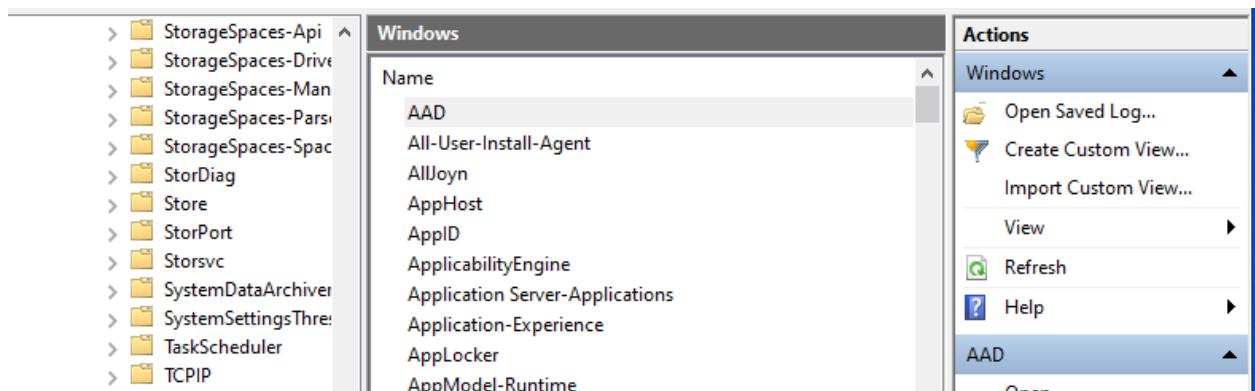 StorageSpaces-Api
StorageSpaces-Drive
StorageSpaces-Man
StorageSpaces-Pars
StorageSpaces-Spac
StorDiag
Store
StorPort
Storsvc
SystemDataArchiver
SystemSettingsThre
TaskScheduler
TCPIP
Windows
Name
AAD
All-User-Install-Agent
AllJoyn
AppHost
AppID
ApplicabilityEngine
Application Server-Applications
Application-Experience
AppLocker
AppModel-Runtime
Actions
Windows
Open Saved Log...
Create Custom View...
Import Custom View...
View
Refresh
Help
AAD
Open